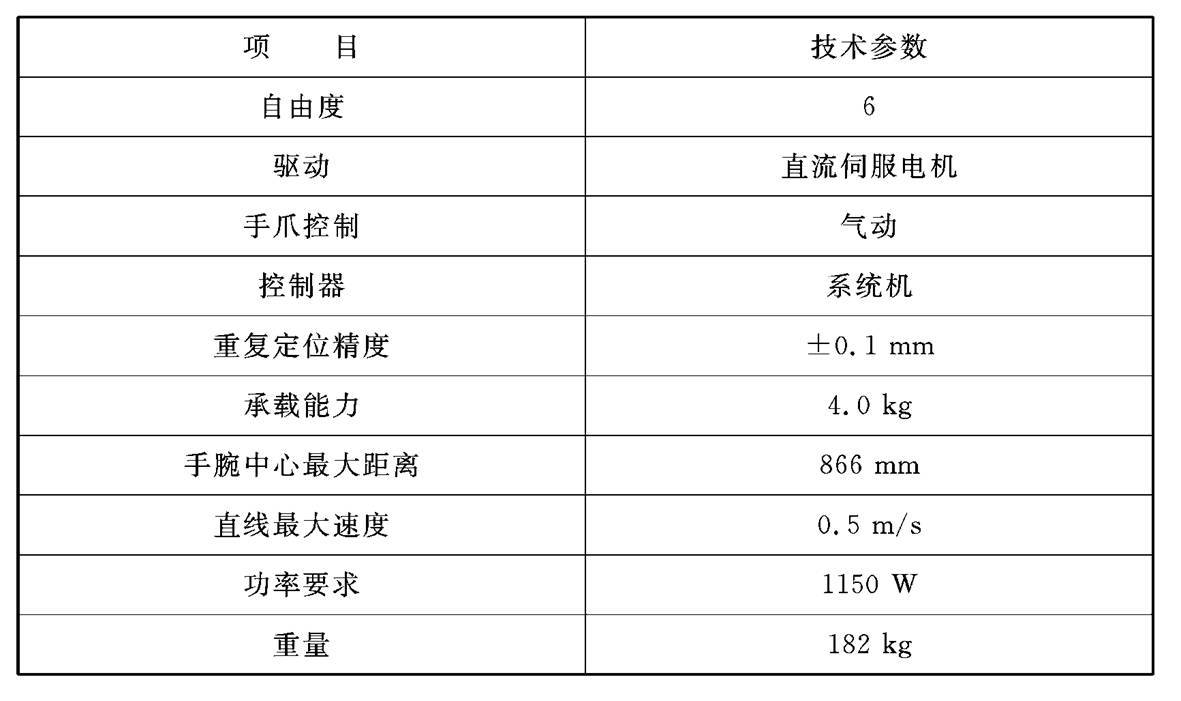 项 目 技术参数
自由度 6
驱动 直流伺服电机
手爪控制 气动
控制器 系统机
重复定位精度 ±0.1 mm
承载能力 4.0 kg
手腕中心最大距离 866 mm
直线最大速度 0.5 m/s
功率要求 1150 W
重量 182 kg